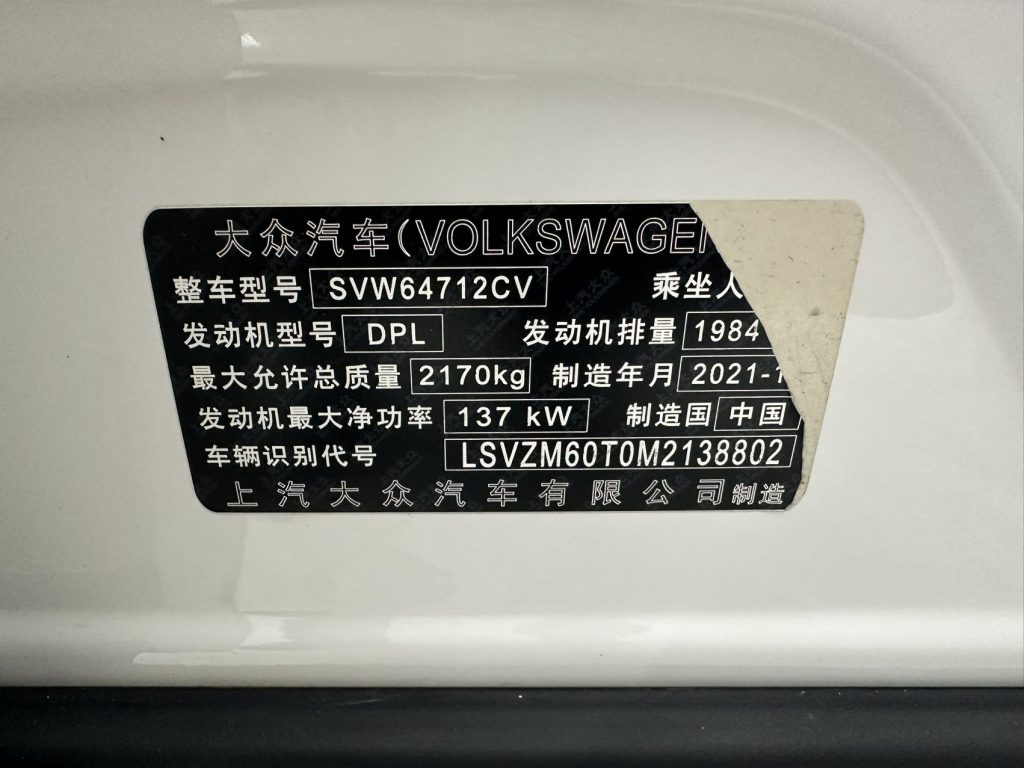 大众汽车(VOLKSWAGE
整车型号 SVW64712CV 乘坐人
发动机型号 DPL 发动机排量 1984
最大允许总质量 2170kg 制造年月 2021-1
发动机最大净功率 137 kW 制造国 中国
车辆识别代号 LSVZM60T0M2138802
上汽大众汽车有限公司制造